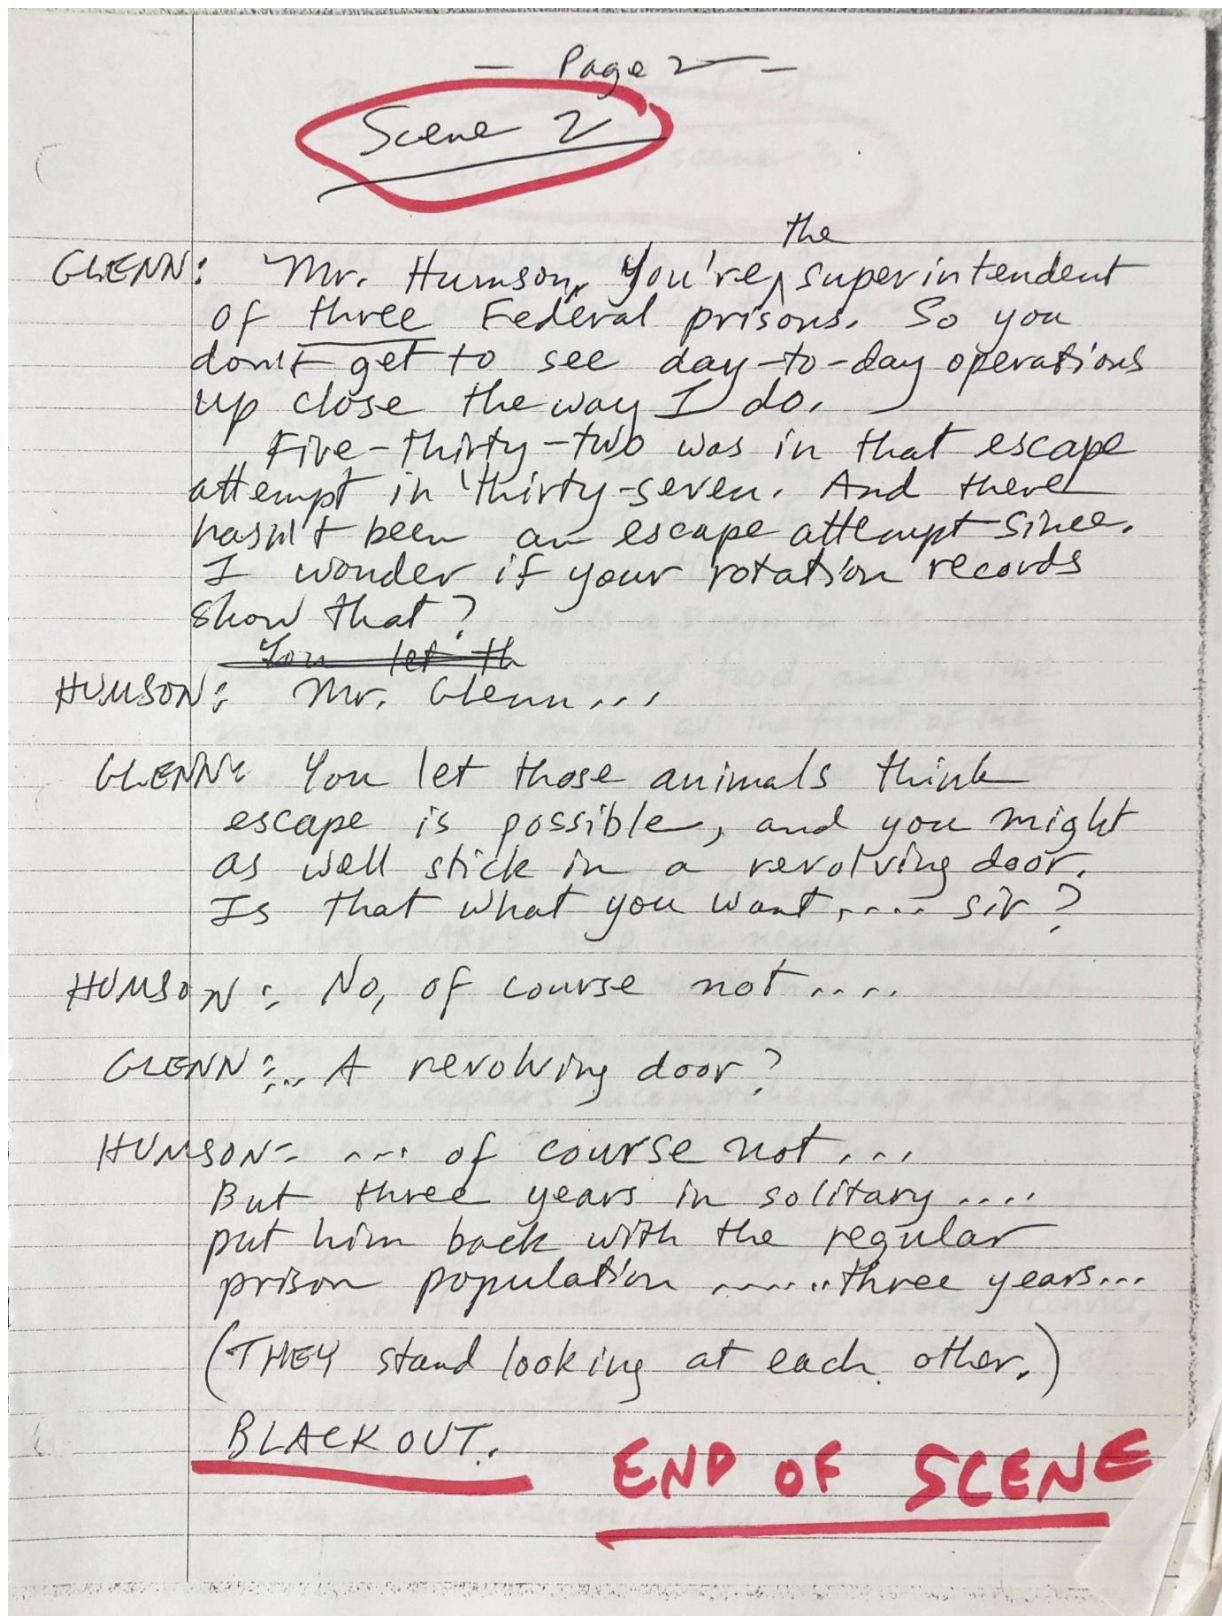 - Page 2 -
Scene 2
the
GLENN: Mr. Humson, You're ^ superintendent
of three Federal prisons. So you
don't get to see day-to-day operations
up close the way I do.
Five-thirty-two was in that escape
attempt in 'thirty-seven. And there
hasn't been an escape attempt since.
I wonder if your rotation records
show that?
You let th
HUMSON: Mr. Glenn...
GLENN: You let those animals think
escape is possible, and you might
as well stick in a revolving door.
Is that what you want, .... sir?
HUMSON: No, of course not ....
GLENN: ... A revolving door?
HUMSON: ... of course not ...
But three years in solitary ....
put him back with the regular
prison population ...... three years...
(THEY stand looking at each other.)
BLACKOUT.
END OF SCENE